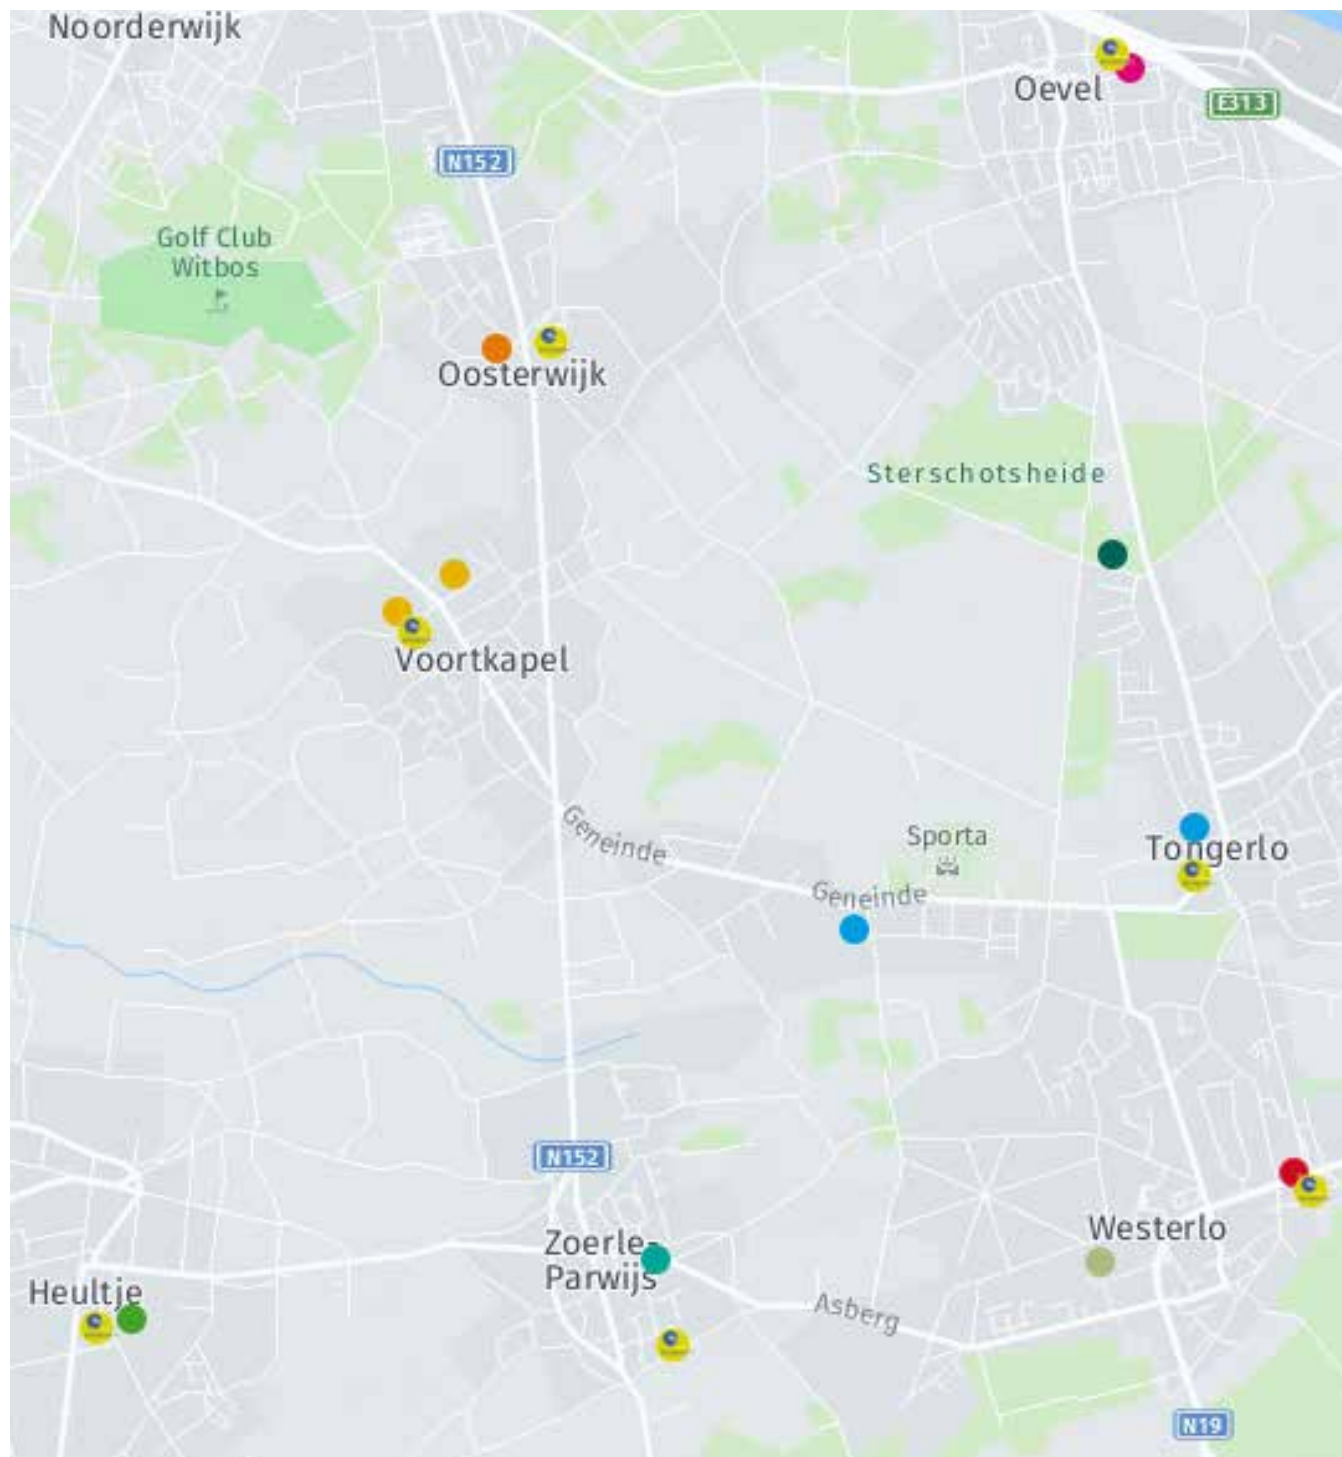 Noorderwijk
Oevel
E313
N152
Golf Club
Witbos
Oosterwijk
Sterschotsheide
Voortkapel
Geneinde
Sporta
Tongerlo
Geneinde
N152
Zoerle-
Parwijs
Westerlo
Heultje
Asberg
N19